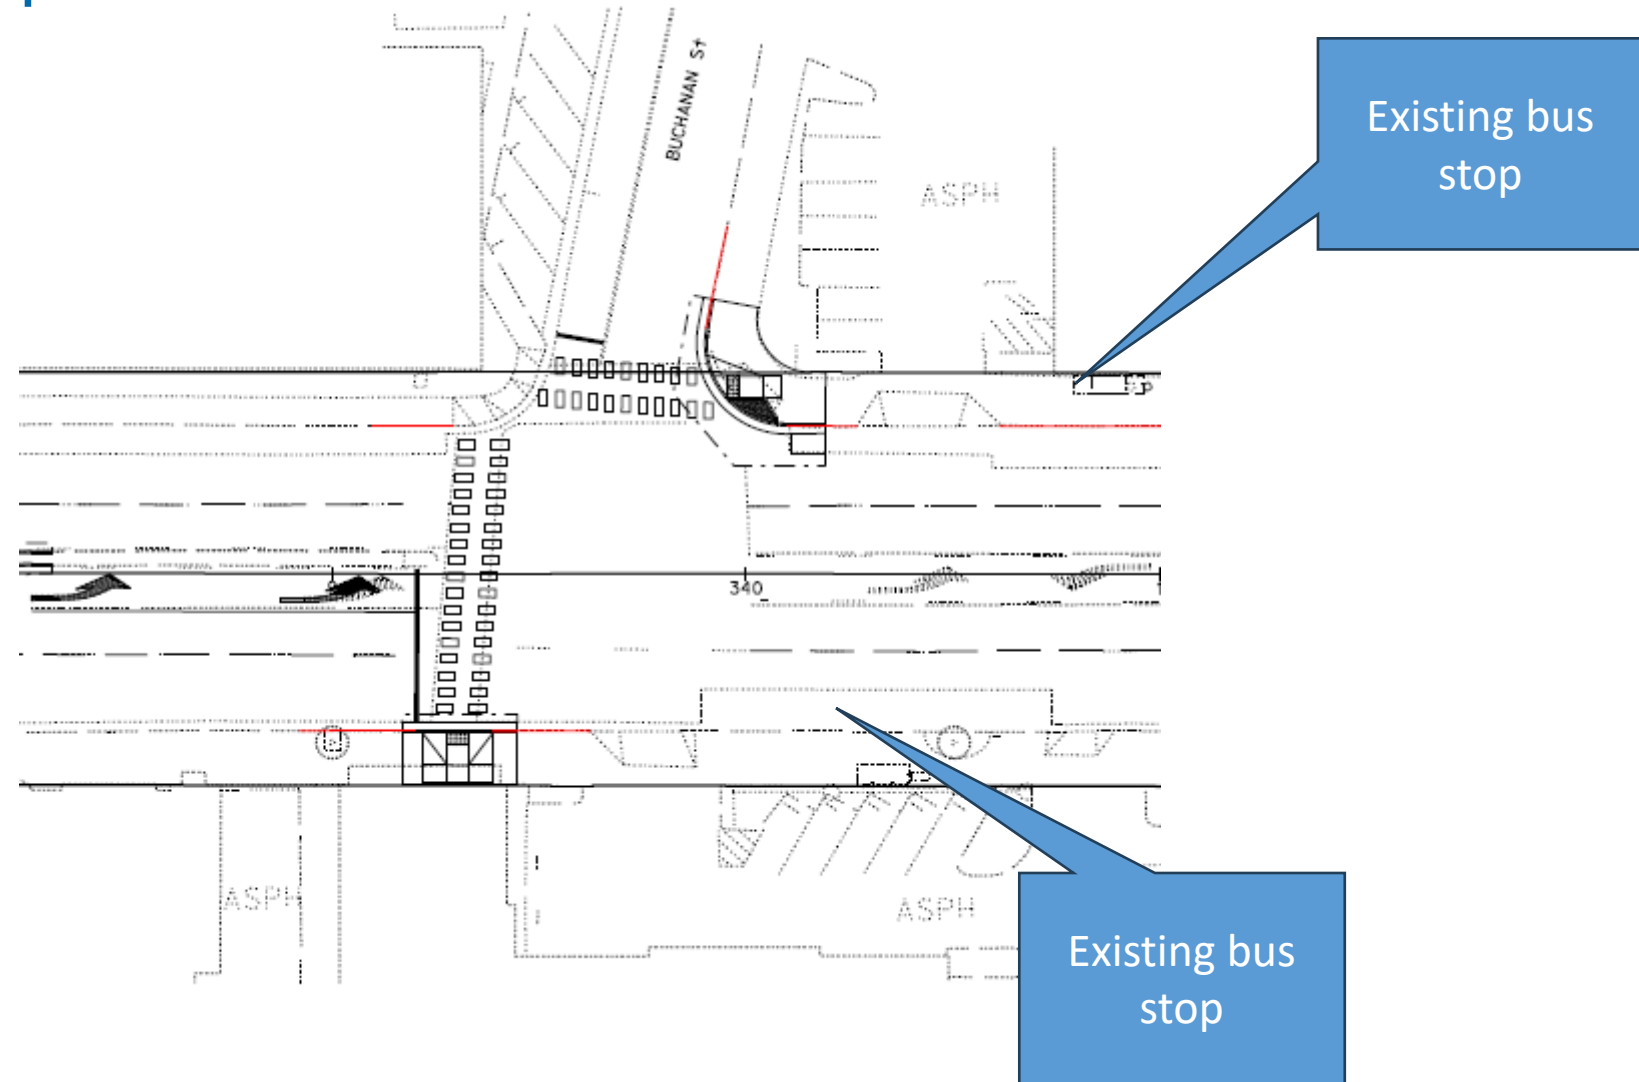 BUCHANAN St
Existing bus
stop
ASPH
340
ASPH
ASPH
Existing bus
stop